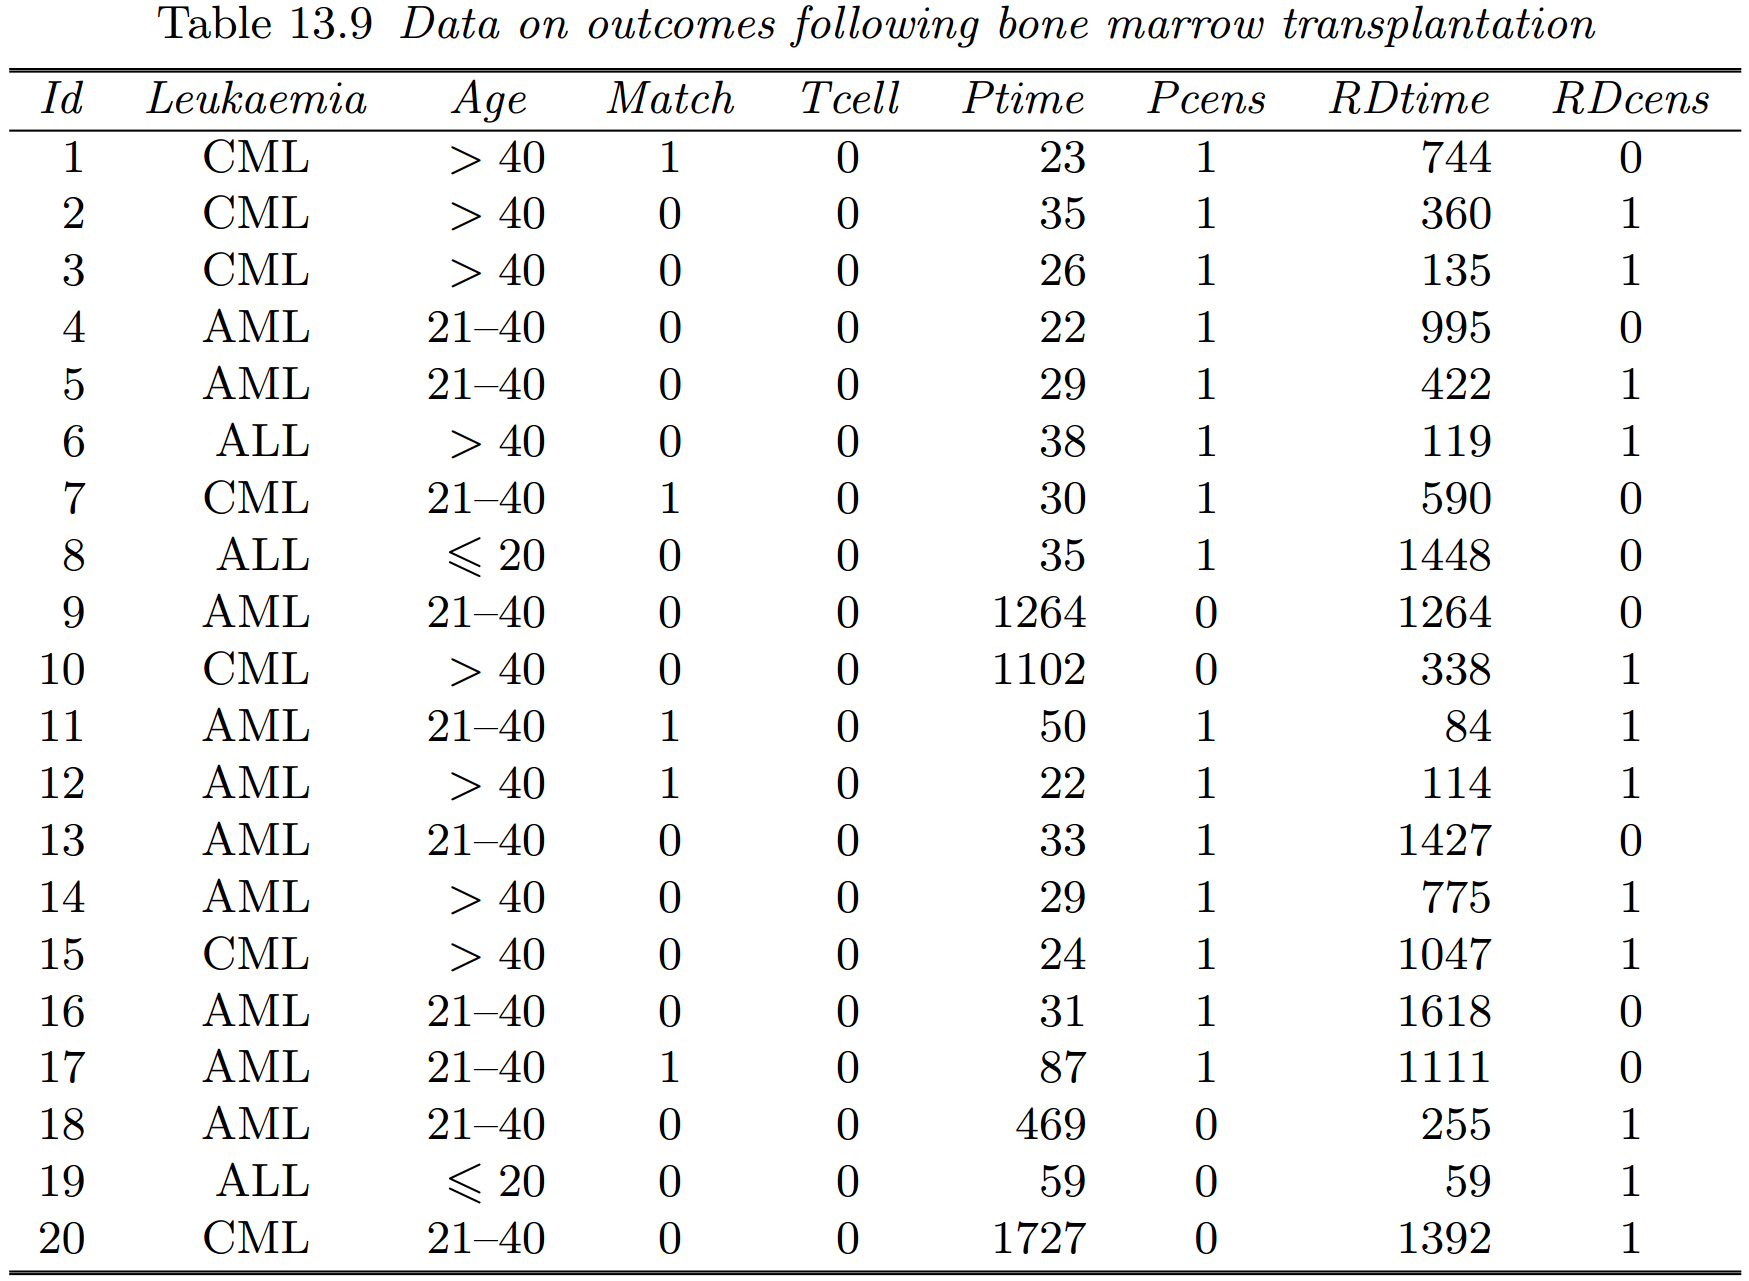 Table 13.9 Data on outcomes following bone marrow transplantation
Id Leukaemia Age Match Tcell Ptime Pcens RDtime RDcens
1 CML > 40 1 0 23 1 744 0
2 CML > 40 0 0 35 1 360 1
3 CML > 40 0 0 26 1 135 1
4 AML 21–40 0 0 22 1 995 0
5 AML 21–40 0 0 29 1 422 1
6 ALL > 40 0 0 38 1 119 1
7 CML 21–40 1 0 30 1 590 0
8 ALL ⩽ 20 0 0 35 1 1448 0
9 AML 21–40 0 0 1264 0 1264 0
10 CML > 40 0 0 1102 0 338 1
11 AML 21–40 1 0 50 1 84 1
12 AML > 40 1 0 22 1 114 1
13 AML 21–40 0 0 33 1 1427 0
14 AML > 40 0 0 29 1 775 1
15 CML > 40 0 0 24 1 1047 1
16 AML 21–40 0 0 31 1 1618 0
17 AML 21–40 1 0 87 1 1111 0
18 AML 21–40 0 0 469 0 255 1
19 ALL ⩽ 20 0 0 59 0 59 1
20 CML 21–40 0 0 1727 0 1392 1